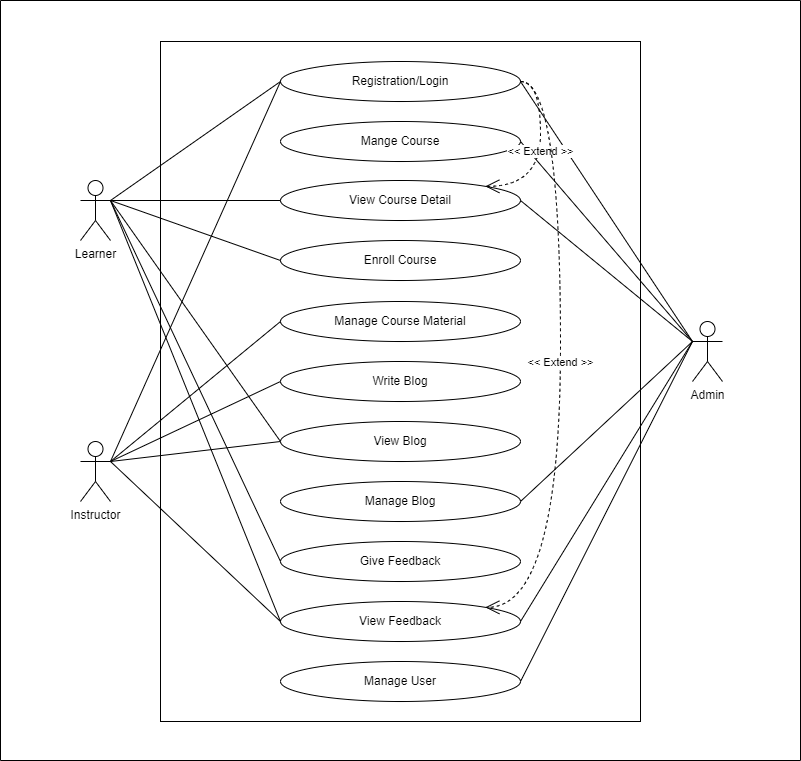 Registration/Login
Mange Course
<< Extend >>
View Course Detail
Learner
Enroll Course
Manage Course Material
<< Extend >>
Write Blog
Admin
View Blog
Manage Blog
Instructor
Give Feedback
View Feedback
Manage User